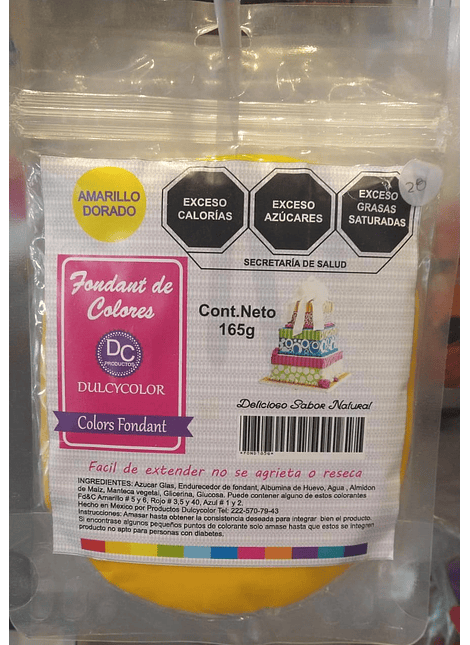 AMARILLO
DORADO
EXCESO
CALORÍAS
EXCESO
AZÚCARES
EXCESO
GRASAS
SATURADAS
20
SECRETARÍA DE SALUD
Fondant de
Colores
DC
PRODUCTOS
DULCYCOLOR
Colors Fondant
Cont.Neto
165g
Delicioso Sabor Natural
Facil de extender no se agrieta o reseca
INGREDIENTES: Azucar Glas, Endurecedor de fondant, Albumina de Huevo, Agua , Almidon
de Maíz, Manteca vegetal, Glicerina, Glucosa. Puede contener alguno de estos colorantes
Fd&C Amarillo # 5 y 6, Rojo # 3,5 y 40, Azul # 1 y 2.
Hecho en Mexico por Productos Dulcycolor Tel: 222-570-79-43
Instrucciones: Amasar hasta obtener la consistencia deseada para integrar bien el producto.
Si encontrase algunos pequeños puntos de colorante solo amase hasta que estos se integren
producto no apto para personas con diabetes.